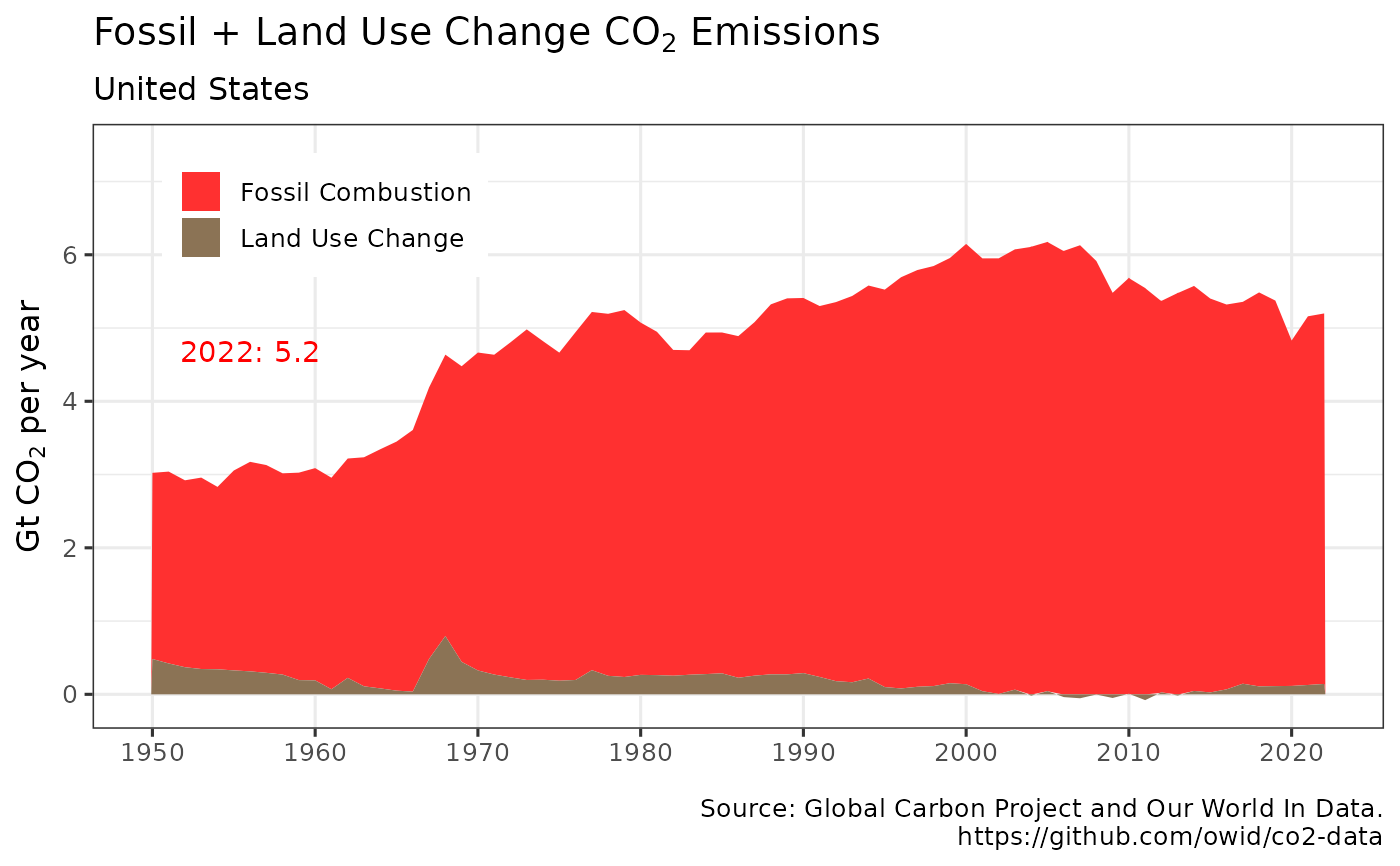 Fossil + Land Use Change CO₂ Emissions
United States
Fossil Combustion
Land Use Change
2022: 5.2
Gt CO₂ per year
6
4
2
0
1950 1960 1970 1980 1990 2000 2010 2020
Source: Global Carbon Project and Our World In Data.
https://github.com/owid/co2-data